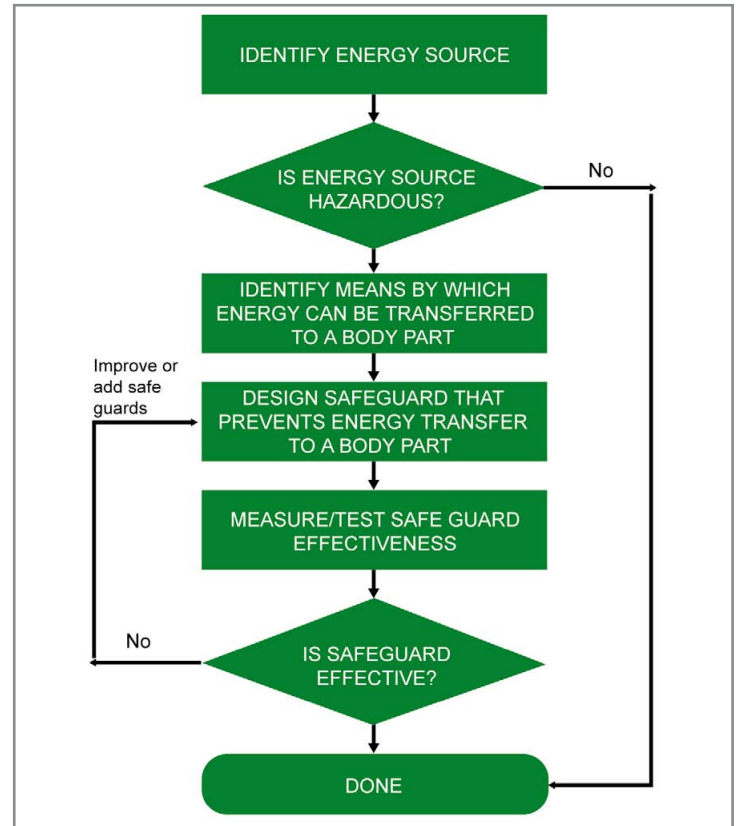 IDENTIFY ENERGY SOURCE
IS ENERGY SOURCE
HAZARDOUS?
No
IDENTIFY MEANS BY WHICH
ENERGY CAN BE TRANSFERRED
TO A BODY PART
Improve or
add safe
guards
DESIGN SAFEGUARD THAT
PREVENTS ENERGY TRANSFER
TO A BODY PART
MEASURE/TEST SAFE GUARD
EFFECTIVENESS
No
IS SAFEGUARD
EFFECTIVE?
DONE